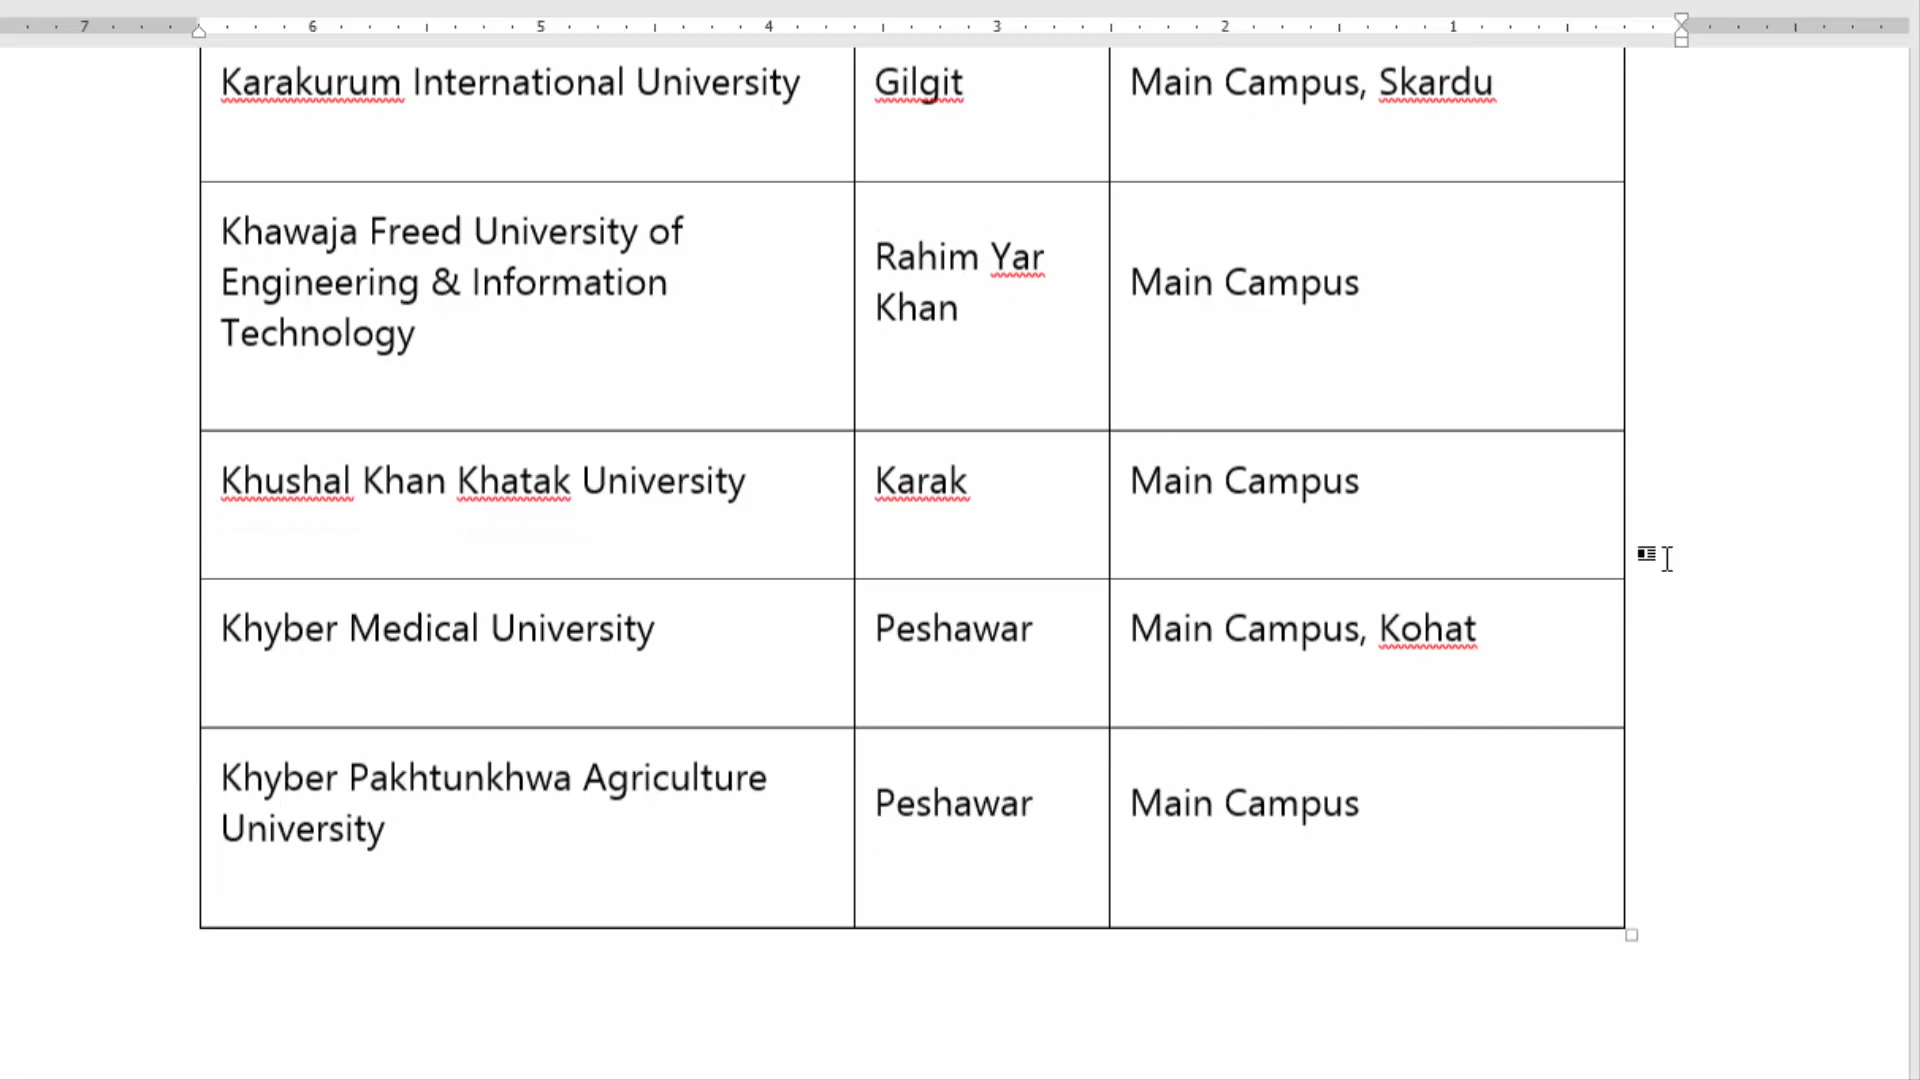 7 6 5 4 3 2 1
Karakurum International University Gilgit Main Campus, Skardu
Khawaja Freed University of
Engineering & Information
Technology
Rahim Yar
Khan
Main Campus
Khushal Khan Khatak University Karak Main Campus
Khyber Medical University Peshawar Main Campus, Kohat
Khyber Pakhtunkhwa Agriculture
University
Peshawar Main Campus